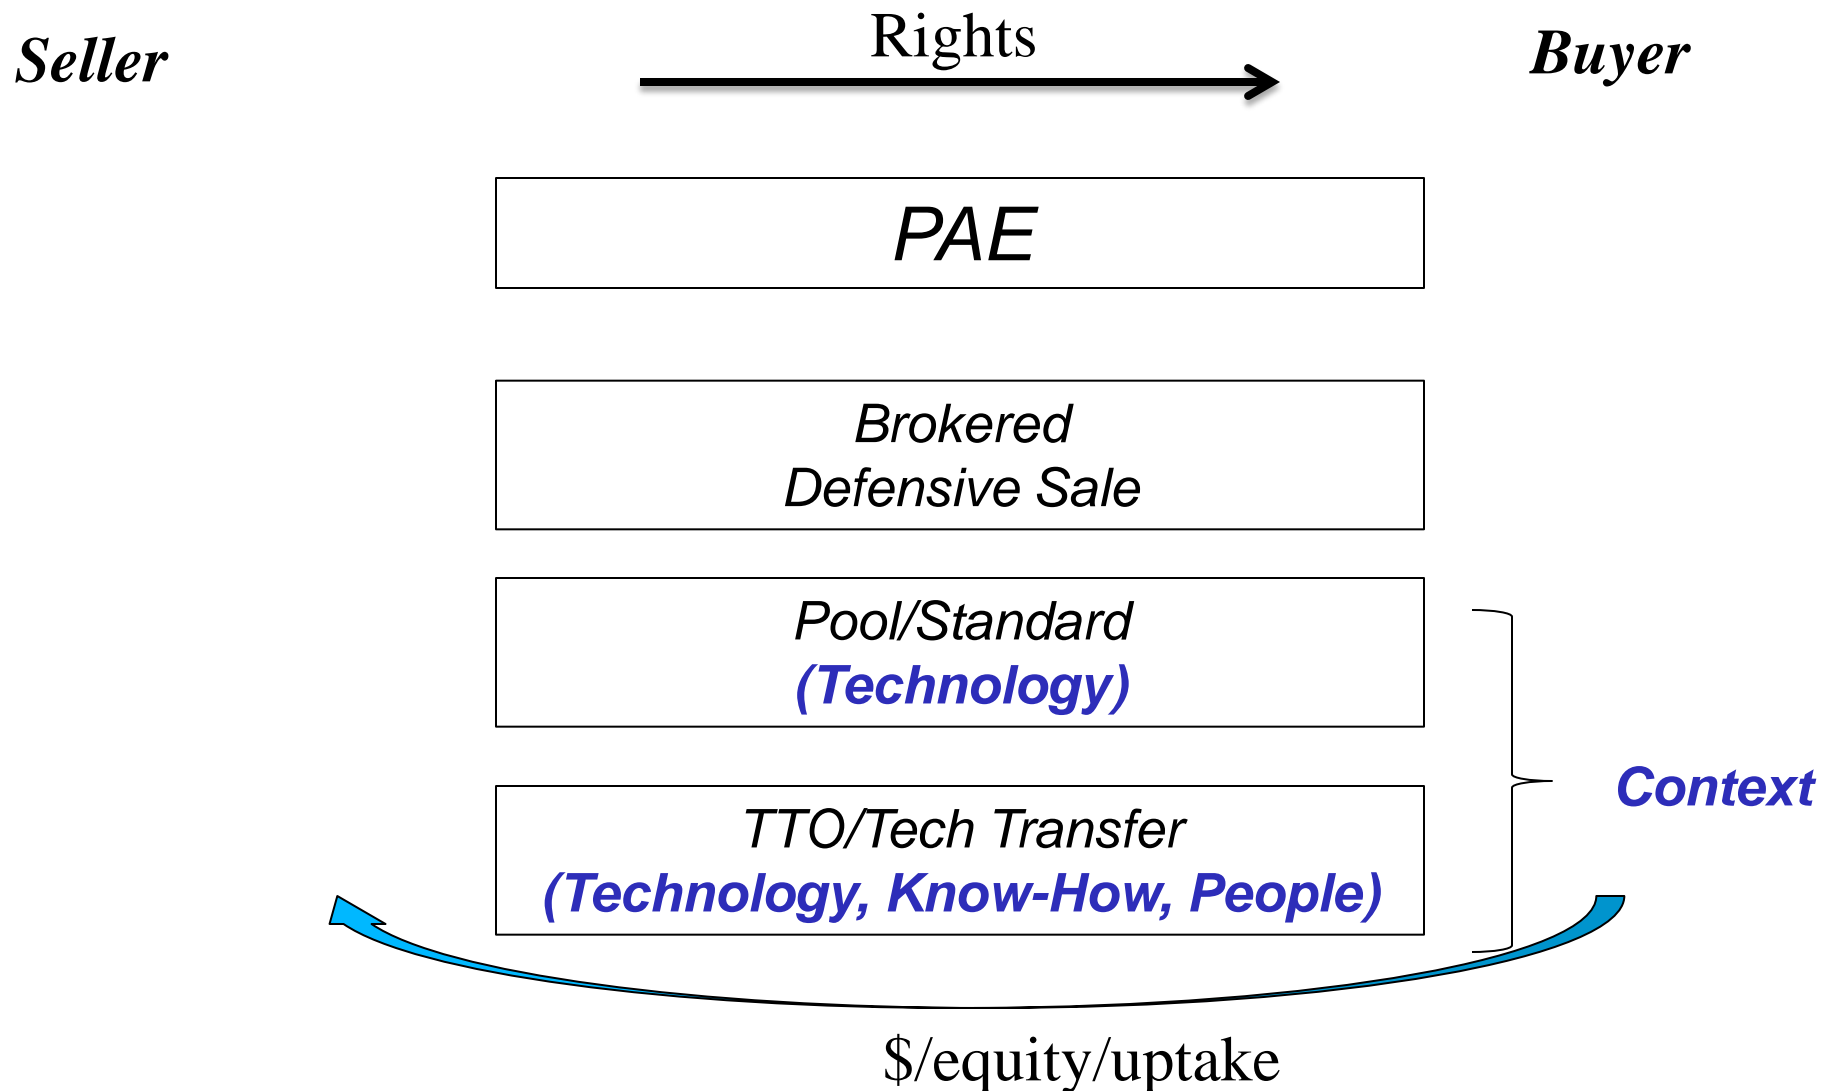 Seller
Rights
Buyer
PAE
Brokered
Defensive Sale
Pool/Standard
(Technology)
Context
TTO/Tech Transfer
(Technology, Know-How, People)
$/equity/uptake